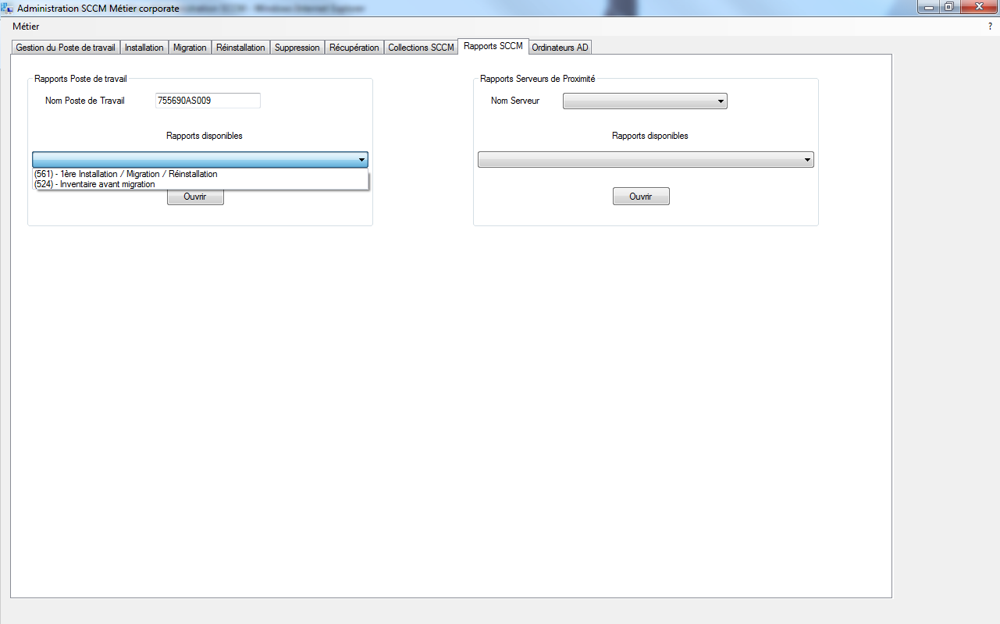 Administration SCCM Métier corporate
Métier
?
Gestion du Poste de travail Installation Migration Réinstallation Suppression Récupération Collections SCCM Rapports SCCM Ordinateurs AD
Rapports Poste de travail
Nom Poste de Travail 755690AS009
Rapports disponibles
(561) - 1ère Installation / Migration / Réinstallation
(524) - Inventaire avant migration
Ouvrir
Rapports Serveurs de Proximité
Nom Serveur
Rapports disponibles
Ouvrir